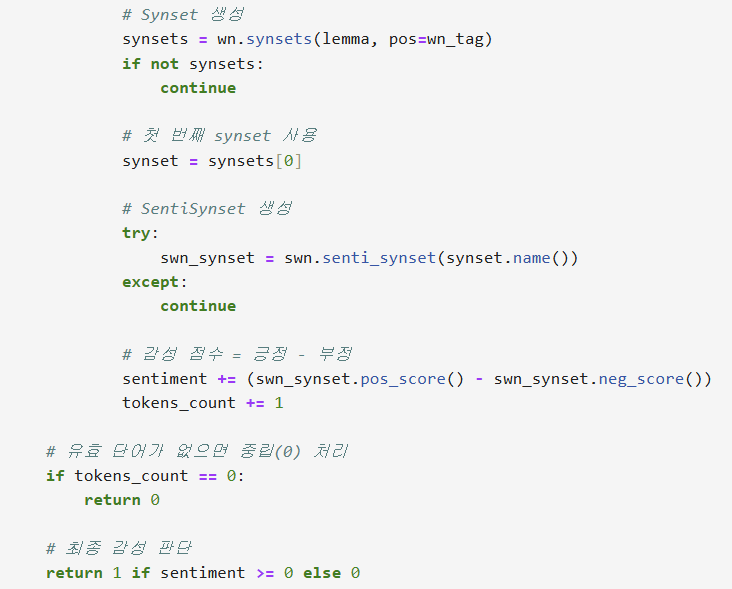 # Synset 생성
synsets = wn.synsets(lemma, pos=wn_tag)
if not synsets:
continue
# 첫 번째 synset 사용
synset = synsets[0]
# SentiSynset 생성
try:
swn_synset = swn.senti_synset(synset.name())
except:
continue
# 감성 점수 = 긍정 - 부정
sentiment += (swn_synset.pos_score() - swn_synset.neg_score())
tokens_count += 1
# 유효 단어가 없으면 중립(0) 처리
if tokens_count == 0:
return 0
# 최종 감성 판단
return 1 if sentiment >= 0 else 0